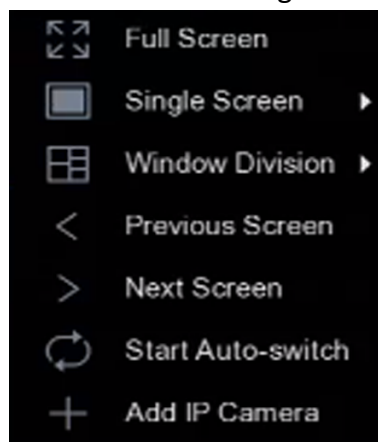 Full Screen
Single Screen
Window Division
Previous Screen
Next Screen
Start Auto-switch
Add IP Camera